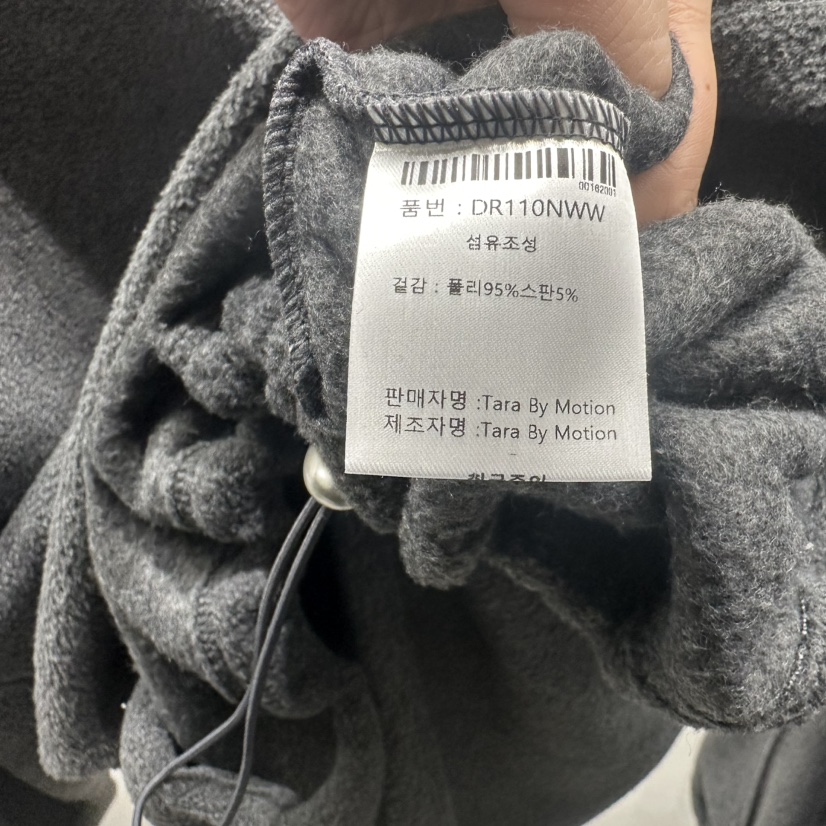 00162001
품번 : DR110NWW
섬유조성
겉감 : 폴리95%스판5%
판매자명 :Tara By Motion
제조자명 :Tara By Motion